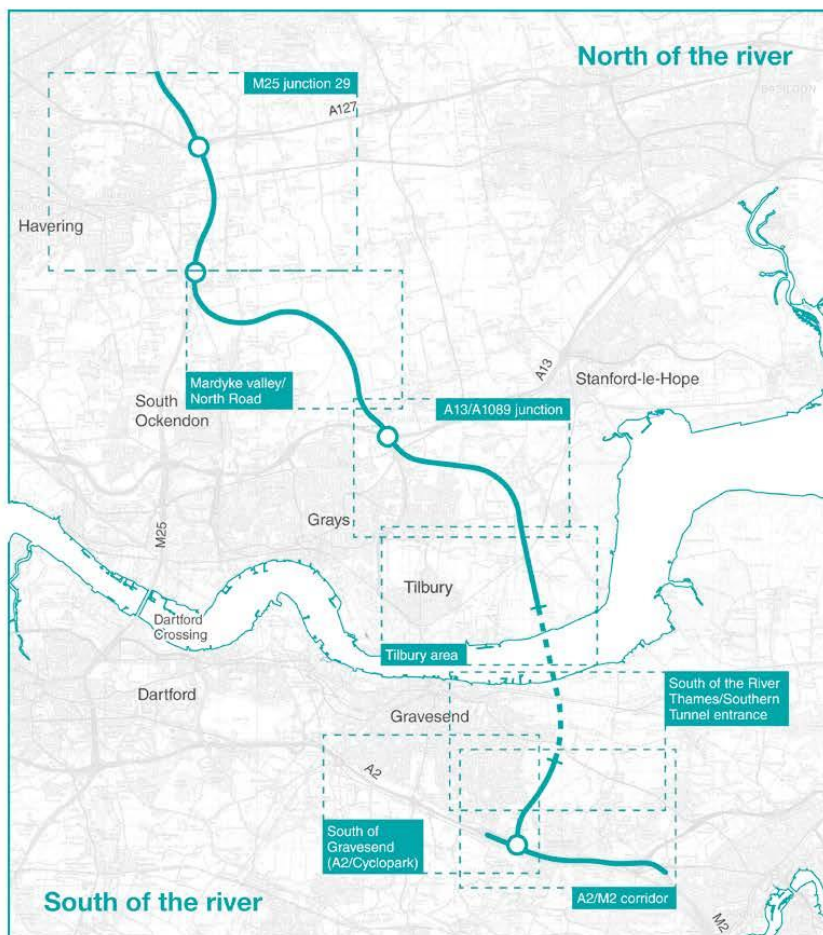 North of the river
M25 junction 29
BASILDON
A127
Havering
Mardyke valley/
North Road
A13
Stanford-le-Hope
South
Ockendon
A13/A1089 junction
M25
Grays
Tilbury
Dartford
Crossing
Tilbury area
Dartford
South of the River
Thames/Southern
Tunnel entrance
Gravesend
A2
South of
Gravesend
(A2/Cyclopark)
South of the river
A2/M2 corridor
M2